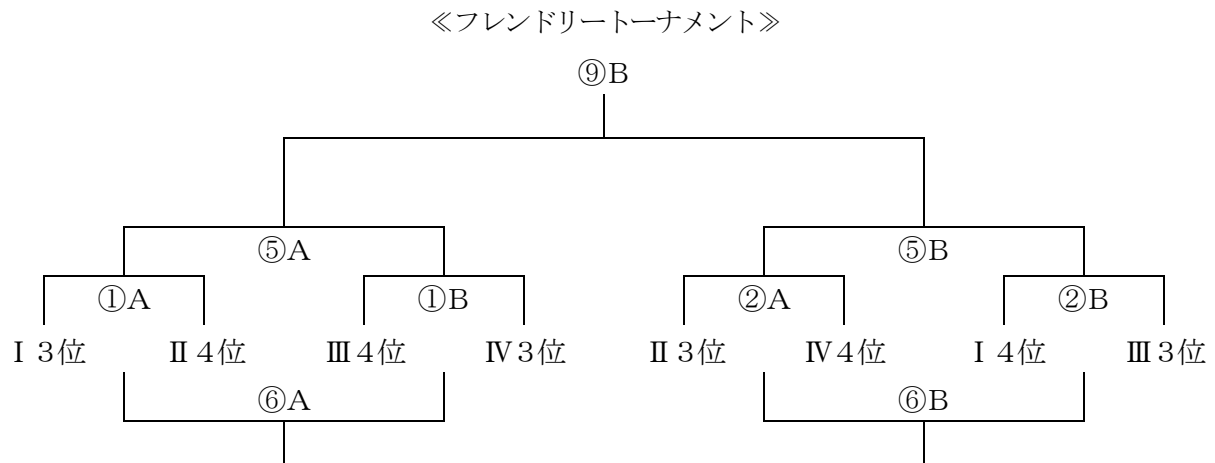 ≪フレンドリートーナメント≫
⑨B
⑤A ⑤B
①A ①B ②A ②B
Ⅰ3位 Ⅱ4位 Ⅲ4位 Ⅳ3位 Ⅱ3位 Ⅳ4位 Ⅰ4位 Ⅲ3位
⑥A ⑥B